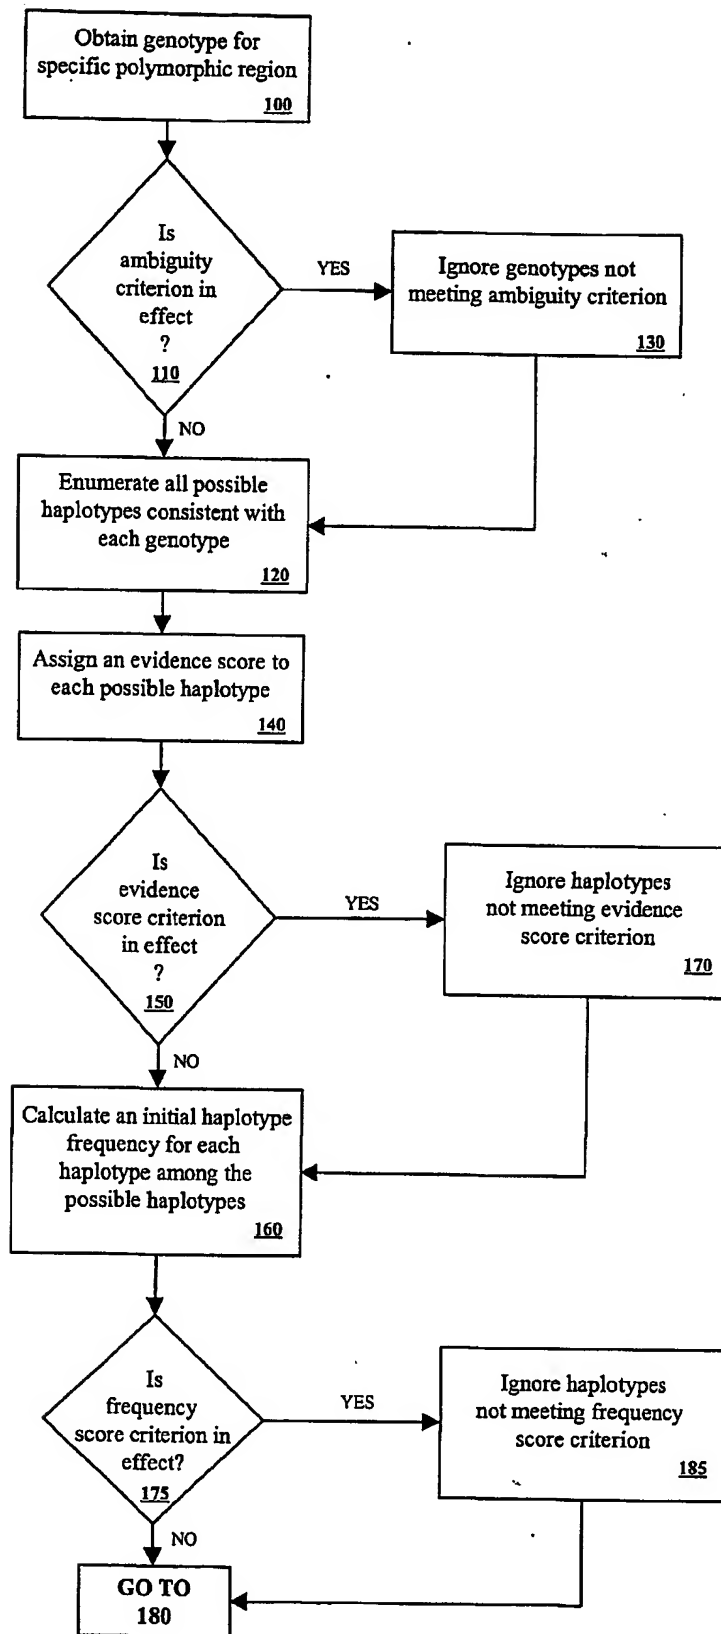 Obtain genotype for
specific polymorphic region
100
Is
ambiguity
criterion in
effect
?
110
YES
Ignore genotypes not
meeting ambiguity criterion
130
NO
Enumerate all possible
haplotypes consistent with
each genotype
120
Assign an evidence score to
each possible haplotype
140
Is
evidence
score criterion
in effect
?
150
YES
Ignore haplotypes
not meeting evidence
score criterion
170
NO
Calculate an initial haplotype
frequency for each
haplotype among the
possible haplotypes
160
Is
frequency
score criterion in
effect?
175
YES
Ignore haplotypes
not meeting frequency
score criterion
185
NO
GO TO
180